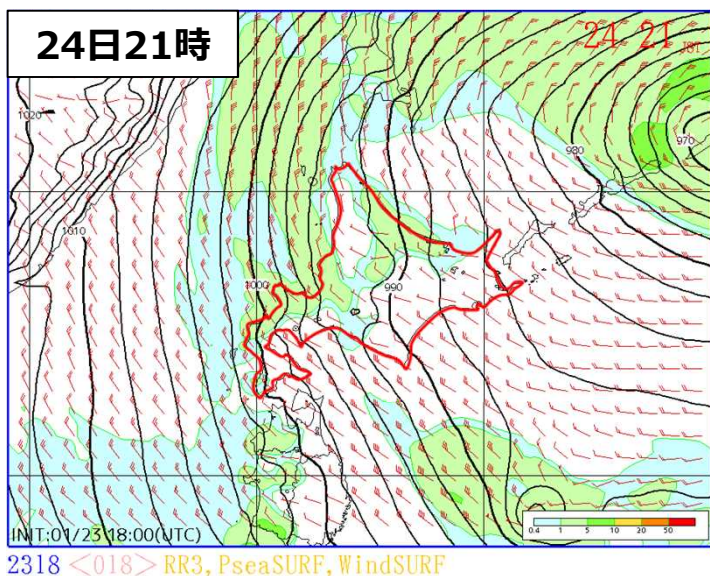 24日21時
24 21 JST
1020
980
970
1010
1000
990
INIT:01/23 18:00(UTC)
0.4 1 5 10 20 50
2318 <018> RR3, PseaSURF, WindSURF